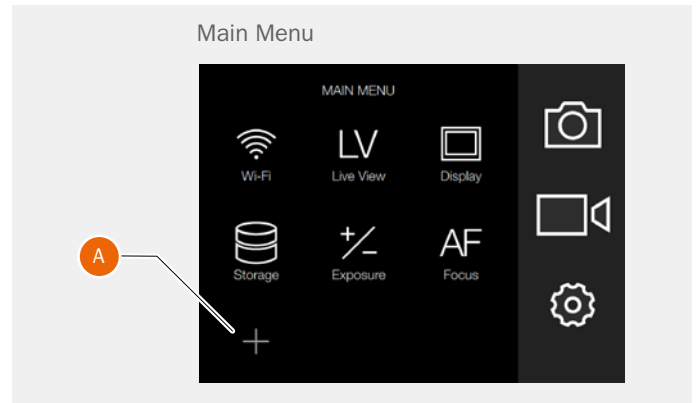 Main Menu
MAIN MENU
LV
Wi-Fi
Live View
Display
+/-
AF
Storage
Exposure
Focus
A
+